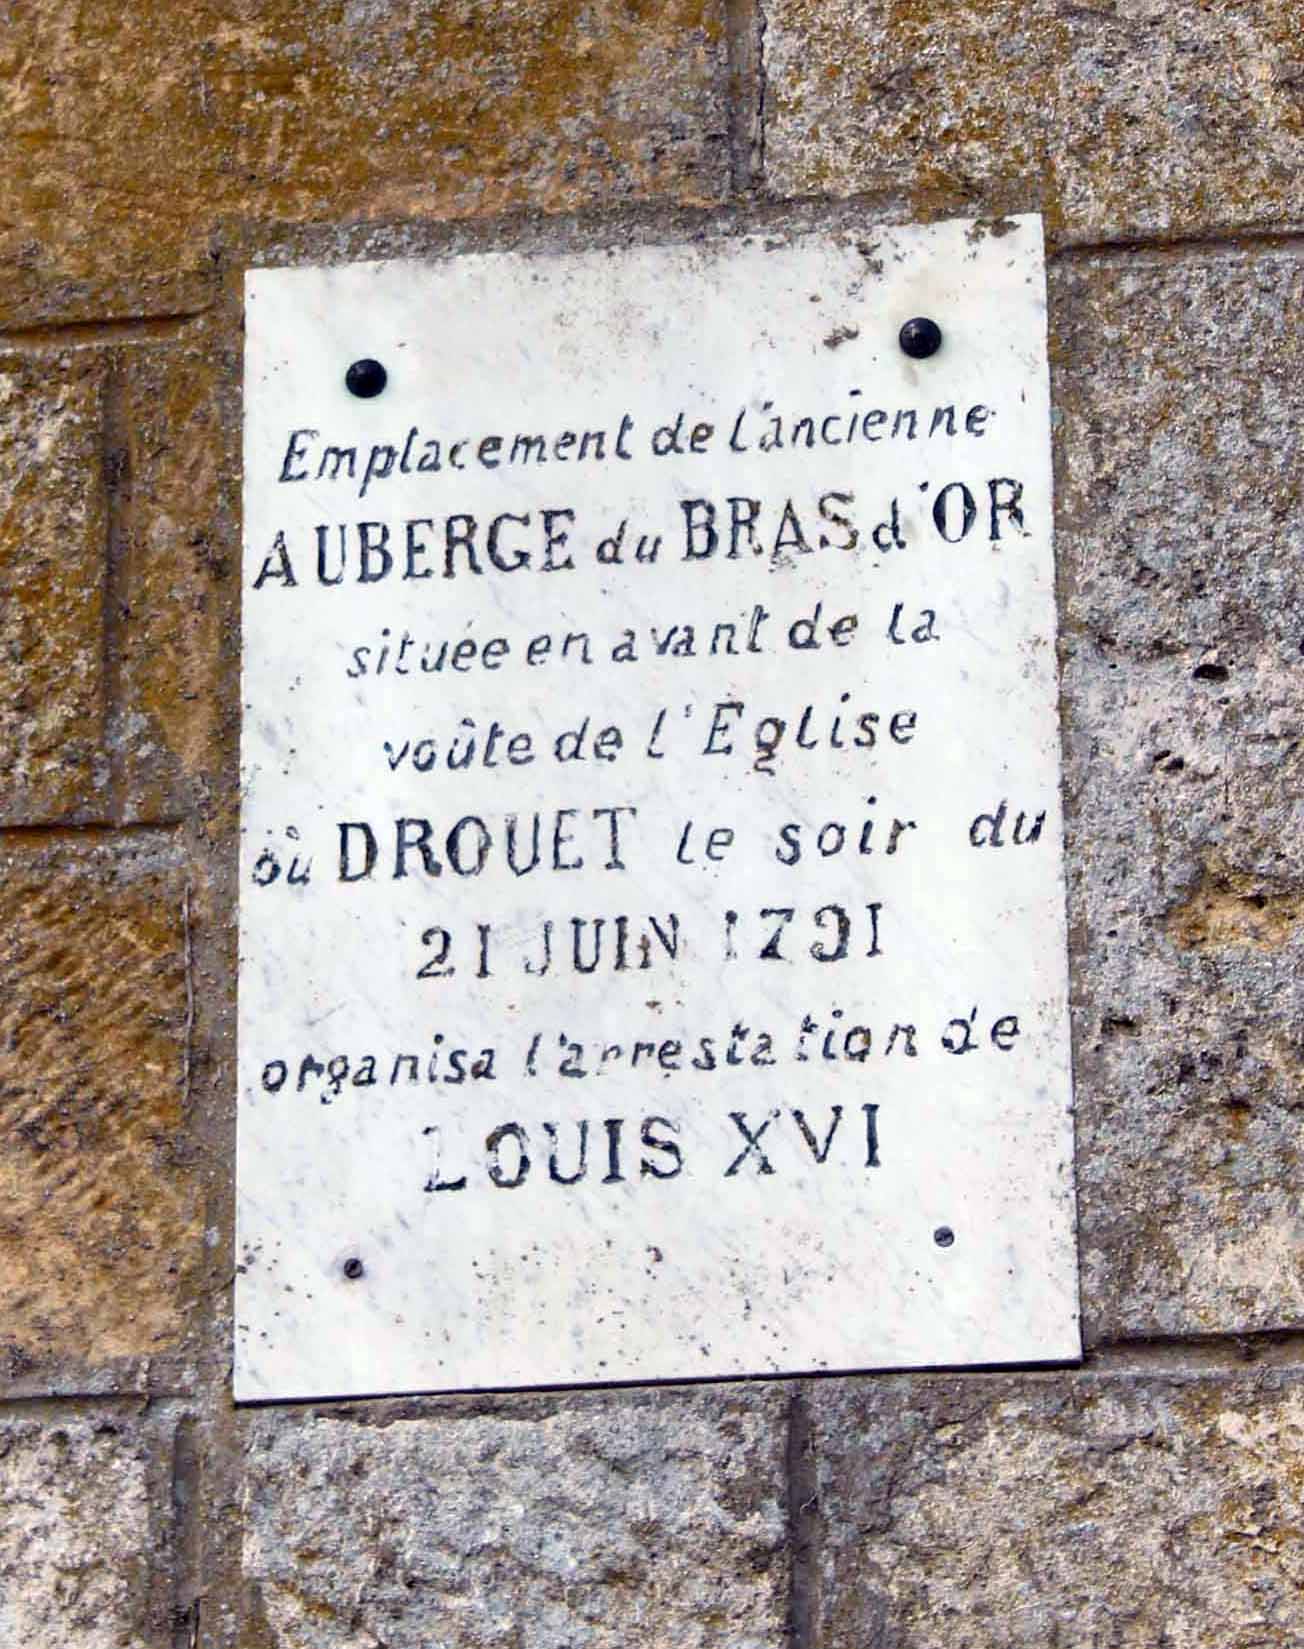 Emplacement de l'ancienne
AUBERGE du BRAS d'OR
située en avant de la
voûte de l'Eglise
où DROUET le soir du
21 JUIN 1791
organisa l'arrestation de
LOUIS XVI